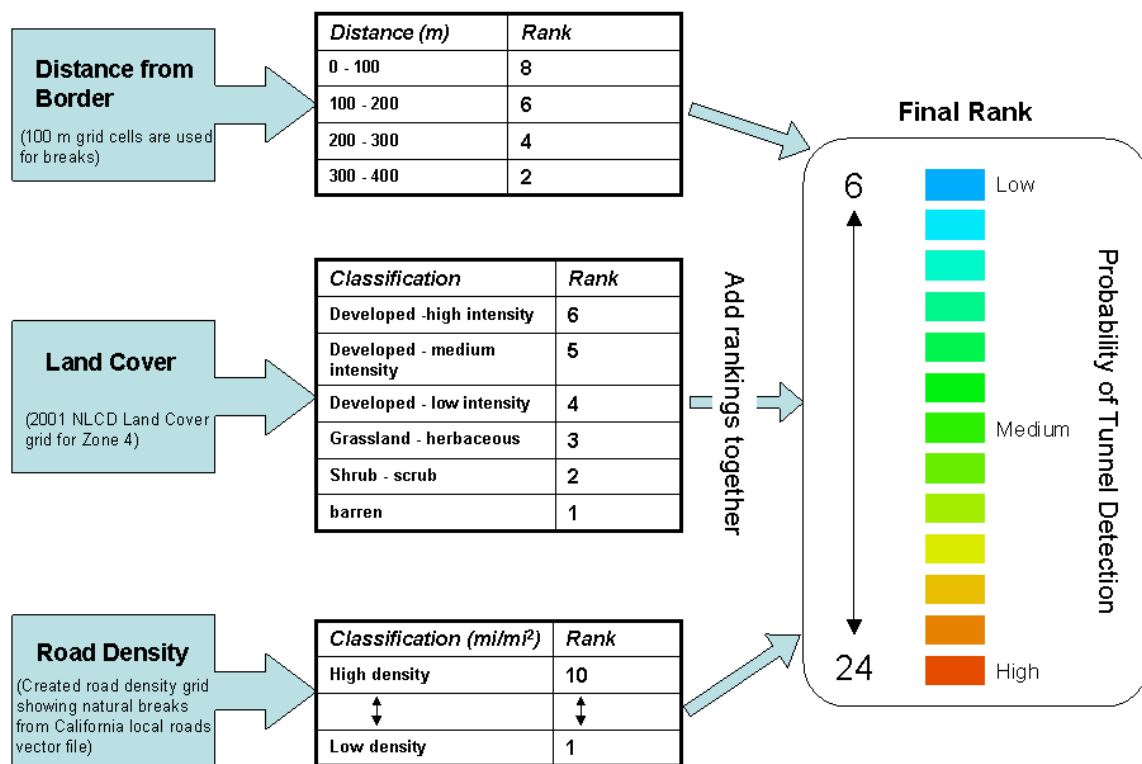 Distance from
Border
(100 m grid cells are used
for breaks)
Distance (m) Rank
0 - 100 8
100 - 200 6
200 - 300 4
300 - 400 2
Land Cover
(2001 NLCD Land Cover
grid for Zone 4)
Classification Rank
Developed -high intensity 6
Developed - medium
intensity 5
Developed - low intensity 4
Grassland - herbaceous 3
Shrub - scrub 2
barren 1
Road Density
(Created road density grid
showing natural breaks
from California local roads
vector file)
Classification (mi/mi²) Rank
High density 10
Low density 1
Add rankings together
Final Rank
6
24
Low
Medium
High
Probability of Tunnel Detection